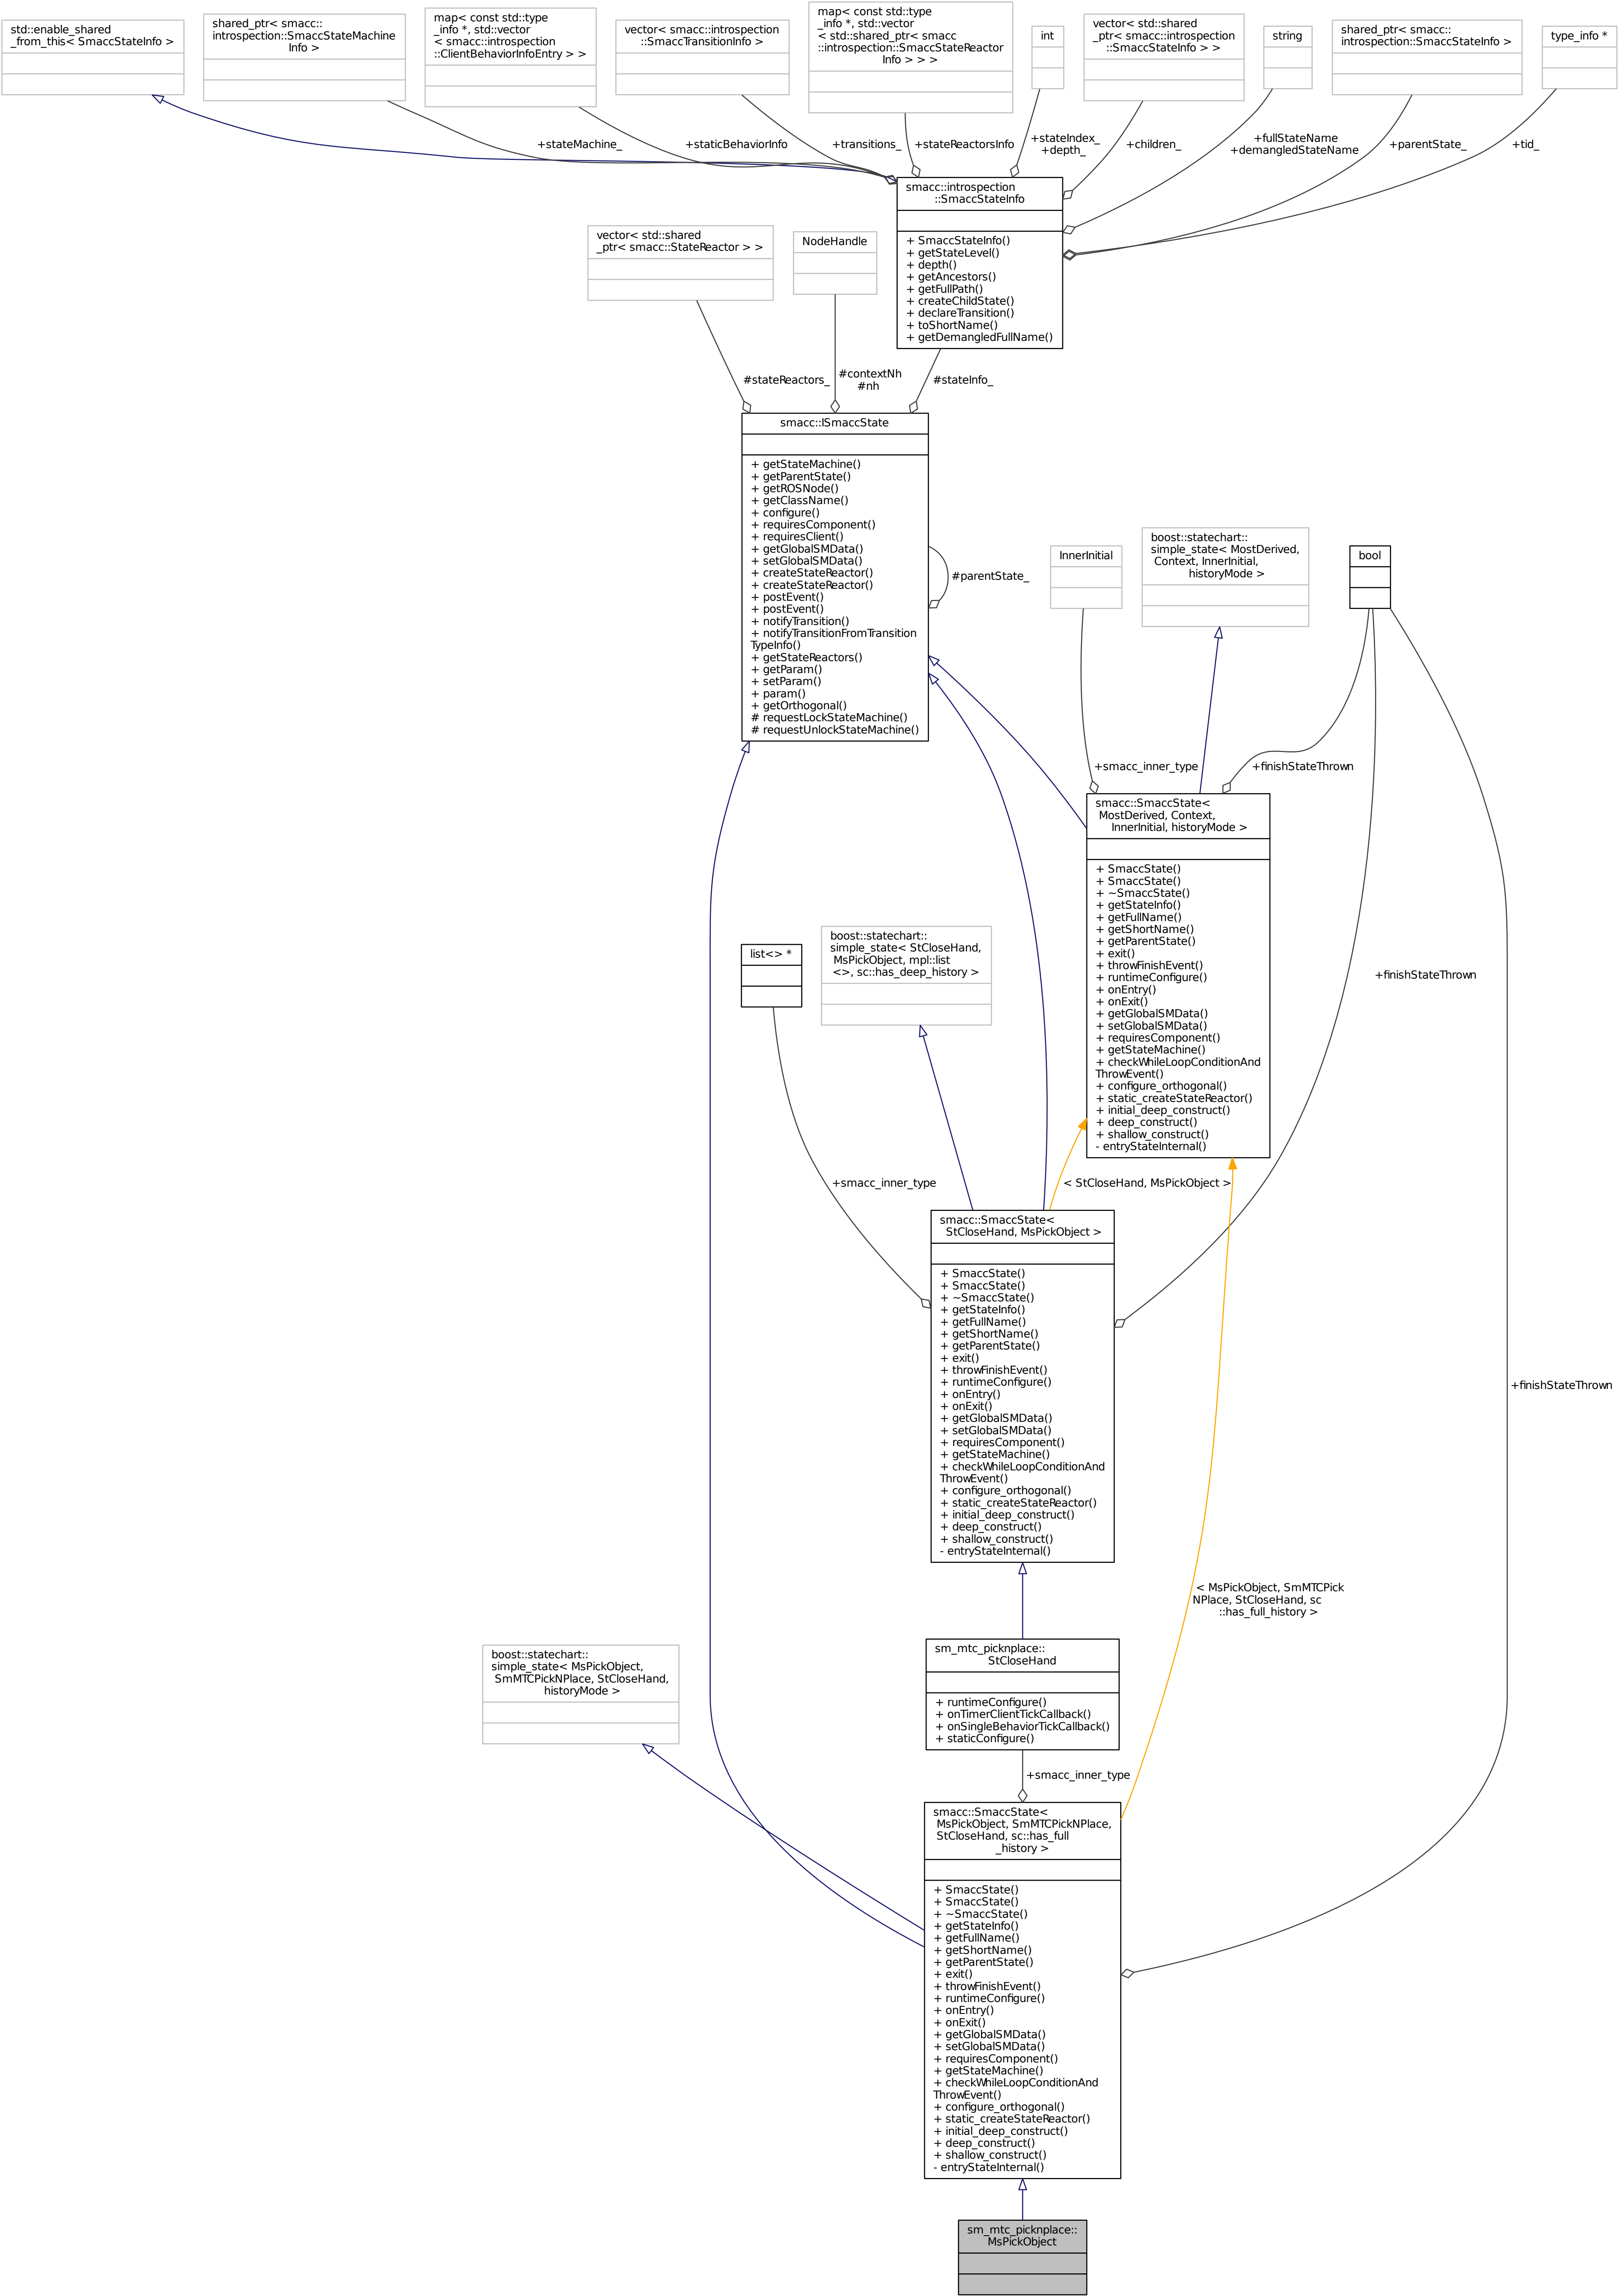 std::enable_shared
_from_this< SmaccStateInfo >
shared_ptr< smacc::
introspection::SmaccStateMachine
Info >
map< const std::type
_info *, std::vector
< smacc::introspection
::ClientBehaviorInfoEntry > >
vector< smacc::introspection
::SmaccTransitionInfo >
map< const std::type
_info *, std::vector
< std::shared_ptr< smacc
::introspection::SmaccStateReactor
Info > > >
int
vector< std::shared
_ptr< smacc::introspection
::SmaccStateInfo > >
string
shared_ptr< smacc::
introspection::SmaccStateInfo >
type_info *
+stateMachine_
+staticBehaviorInfo
+transitions_
+stateReactorsInfo
+stateIndex_
+depth_
+children_
+fullStateName
+demangledStateName
+parentState_
+tid_
smacc::introspection
::SmaccStateInfo
+ SmaccStateInfo()
+ getStateLevel()
+ depth()
+ getAncestors()
+ getFullPath()
+ createChildState()
+ declareTransition()
+ toShortName()
+ getDemangledFullName()
vector< std::shared
_ptr< smacc::StateReactor > >
NodeHandle
#stateReactors_
#contextNh
#nh
#stateInfo_
smacc::ISmaccState
+ getStateMachine()
+ getParentState()
+ getROSNode()
+ getClassName()
+ configure()
+ requiresComponent()
+ requiresClient()
+ getGlobalSMData()
+ setGlobalSMData()
+ createStateReactor()
+ createStateReactor()
+ postEvent()
+ postEvent()
+ notifyTransition()
+ notifyTransitionFromTransition
TypeInfo()
+ getStateReactors()
+ getParam()
+ setParam()
+ param()
+ getOrthogonal()
# requestLockStateMachine()
# requestUnlockStateMachine()
#parentState_
InnerInitial
boost::statechart::
simple_state< MostDerived,
Context, InnerInitial,
historyMode >
bool
+smacc_inner_type
+finishStateThrown
smacc::SmaccState<
MostDerived, Context,
InnerInitial, historyMode >
+ SmaccState()
+ SmaccState()
+ ~SmaccState()
+ getStateInfo()
+ getFullName()
+ getShortName()
+ getParentState()
+ exit()
+ throwFinishEvent()
+ runtimeConfigure()
+ onEntry()
+ onExit()
+ getGlobalSMData()
+ setGlobalSMData()
+ requiresComponent()
+ getStateMachine()
+ checkWhileLoopConditionAnd
ThrowEvent()
+ configure_orthogonal()
+ static_createStateReactor()
+ initial_deep_construct()
+ deep_construct()
+ shallow_construct()
- entryStateInternal()
list<> *
boost::statechart::
simple_state< StCloseHand,
MsPickObject, mpl::list
<>, sc::has_deep_history >
+finishStateThrown
+smacc_inner_type
< StCloseHand, MsPickObject >
smacc::SmaccState<
StCloseHand, MsPickObject >
+ SmaccState()
+ SmaccState()
+ ~SmaccState()
+ getStateInfo()
+ getFullName()
+ getShortName()
+ getParentState()
+ exit()
+ throwFinishEvent()
+ runtimeConfigure()
+ onEntry()
+ onExit()
+ getGlobalSMData()
+ setGlobalSMData()
+ requiresComponent()
+ getStateMachine()
+ checkWhileLoopConditionAnd
ThrowEvent()
+ configure_orthogonal()
+ static_createStateReactor()
+ initial_deep_construct()
+ deep_construct()
+ shallow_construct()
- entryStateInternal()
+finishStateThrown
< MsPickObject, SmMTCPick
NPlace, StCloseHand, sc
::has_full_history >
boost::statechart::
simple_state< MsPickObject,
SmMTCPickNPlace, StCloseHand,
historyMode >
sm_mtc_picknplace::
StCloseHand
+ runtimeConfigure()
+ onTimerClientTickCallback()
+ onSingleBehaviorTickCallback()
+ staticConfigure()
+smacc_inner_type
smacc::SmaccState<
MsPickObject, SmMTCPickNPlace,
StCloseHand, sc::has_full
_history >
+ SmaccState()
+ SmaccState()
+ ~SmaccState()
+ getStateInfo()
+ getFullName()
+ getShortName()
+ getParentState()
+ exit()
+ throwFinishEvent()
+ runtimeConfigure()
+ onEntry()
+ onExit()
+ getGlobalSMData()
+ setGlobalSMData()
+ requiresComponent()
+ getStateMachine()
+ checkWhileLoopConditionAnd
ThrowEvent()
+ configure_orthogonal()
+ static_createStateReactor()
+ initial_deep_construct()
+ deep_construct()
+ shallow_construct()
- entryStateInternal()
sm_mtc_picknplace::
MsPickObject